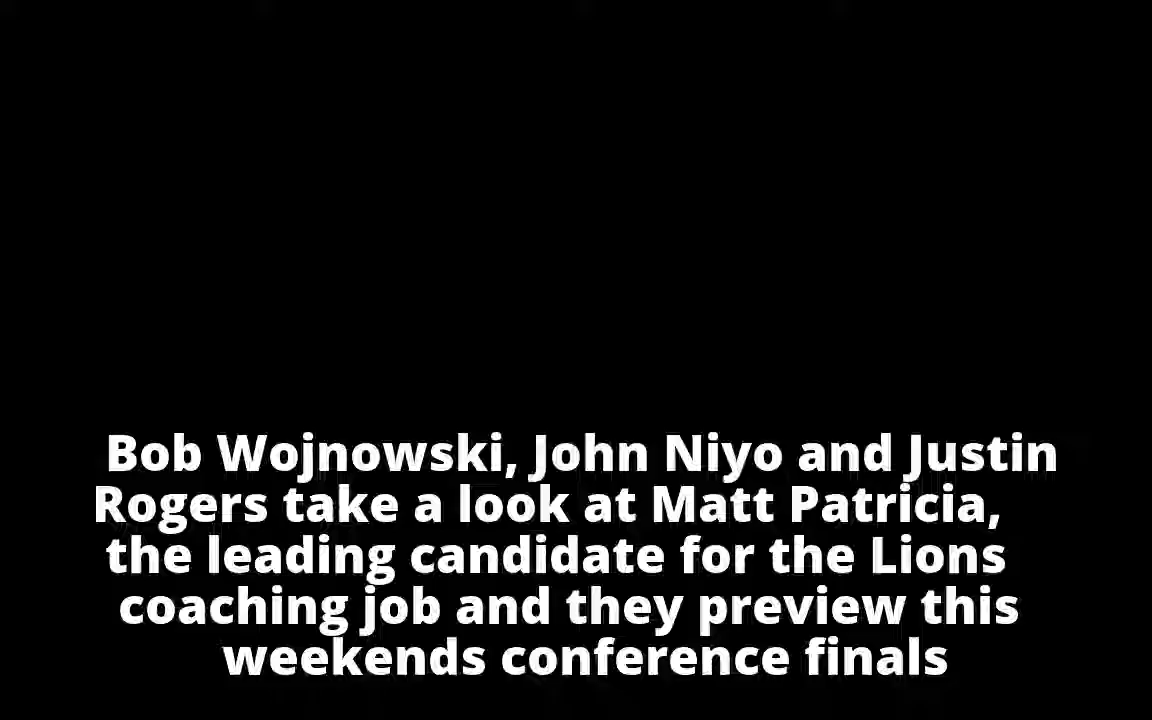 Bob Wojnowski, John Niyo and Justin
Rogers take a look at Matt Patricia,
the leading candidate for the Lions
coaching job and they preview this
weekends conference finals